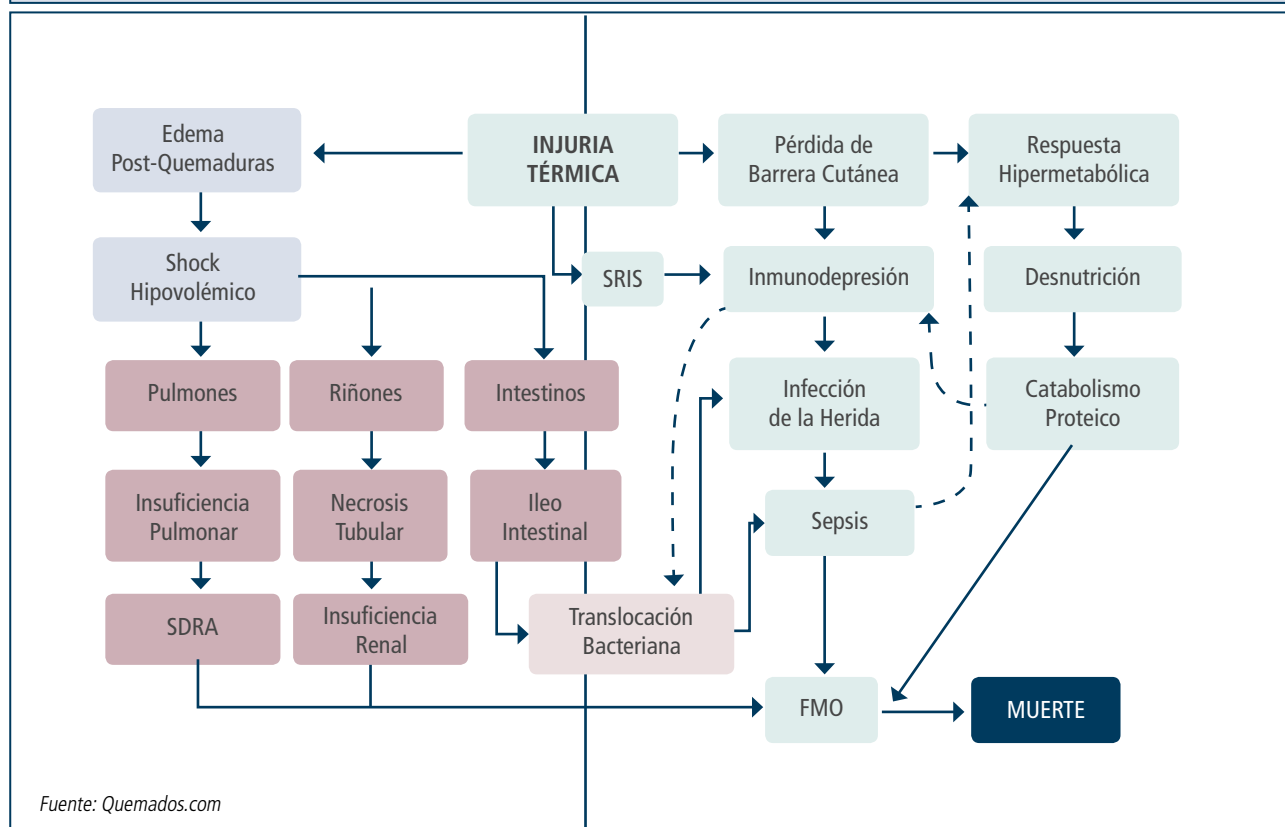 Edema
Post-Quemaduras
INJURIA
TÉRMICA
Pérdida de
Barrera Cutánea
Respuesta
Hipermetabólica
Shock
Hipovolémico
SRIS
Inmunodepresión
Desnutrición
Pulmones
Riñones
Intestinos
Infección
de la Herida
Catabolismo
Proteico
Insuficiencia
Pulmonar
Necrosis
Tubular
Ileo
Intestinal
Sepsis
SDRA
Insuficiencia
Renal
Translocación
Bacteriana
FMO
MUERTE
Fuente: Quemados.com